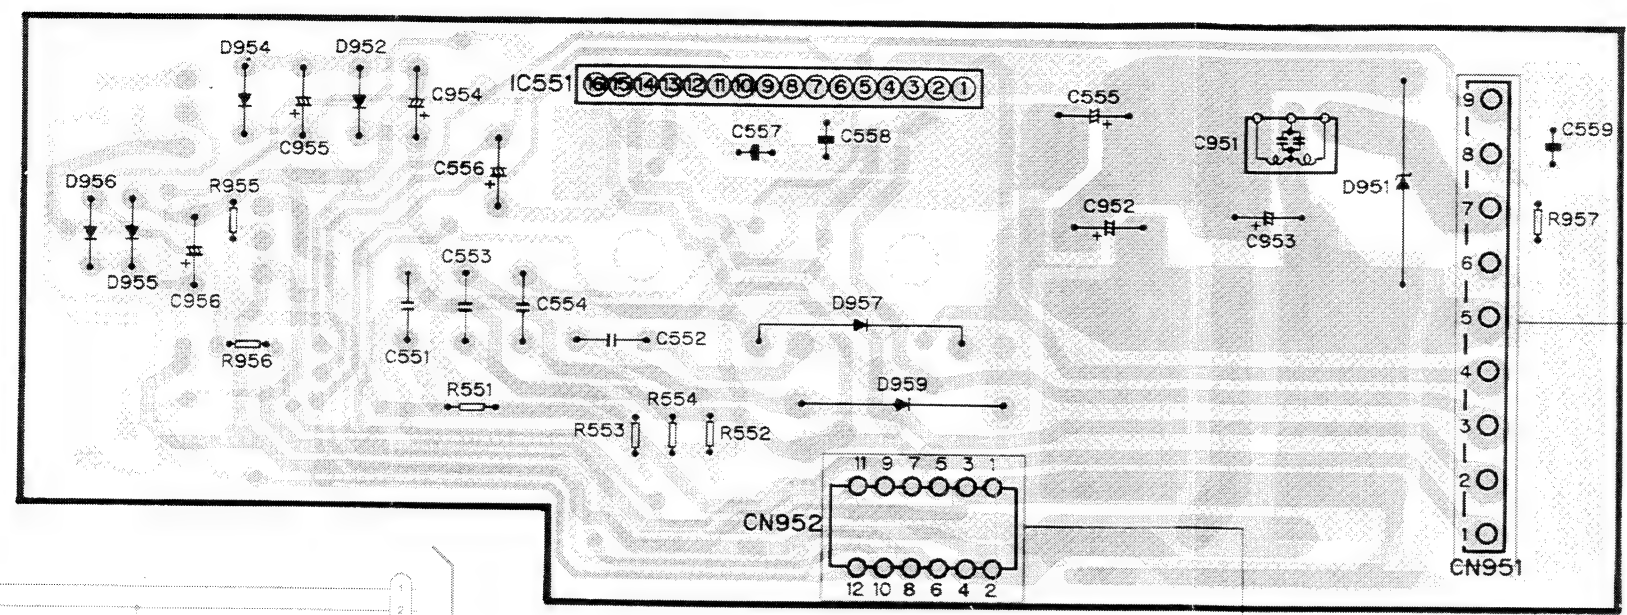 D954 D952
IC551 16 15 14 13 12 11 10 9 8 7 6 5 4 3 2 1
C954
+ +
C955
C555
+
C557 C558
C951
C559
C556
+
D956 R955
D951
C952
+
C953
+
R957
D955
C956
+
C553
C554
D957
C551
C552
R956
R551
D959
R554
R553 R552
11 9 7 5 3 1
CN952
12 10 8 6 4 2
9
8
7
6
5
4
3
2
1
CN951
1
2